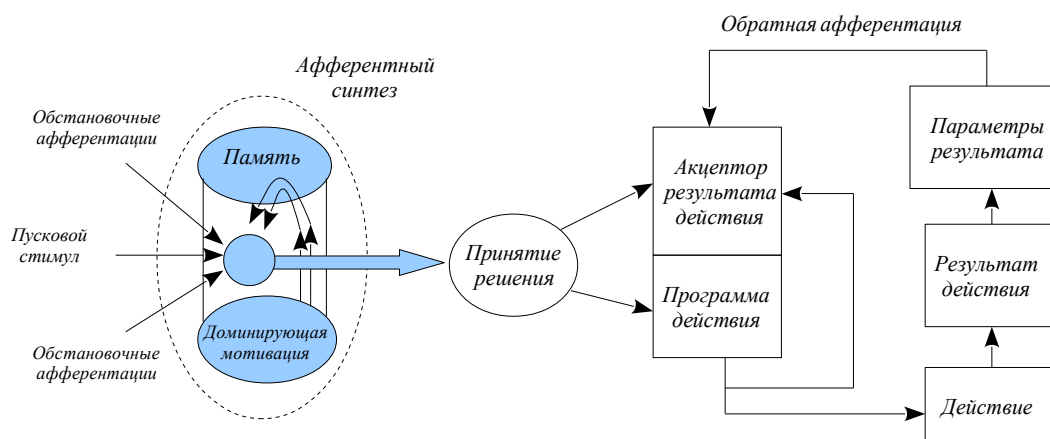 Обратная афферентация
Афферентный
синтез
Обстановочные
афферентации
Память
Пусковой
стимул
Доминирующая
мотивация
Обстановочные
афферентации
Принятие
решения
Акцептор
результата
действия
Программа
действия
Параметры
результата
Результат
действия
Действие